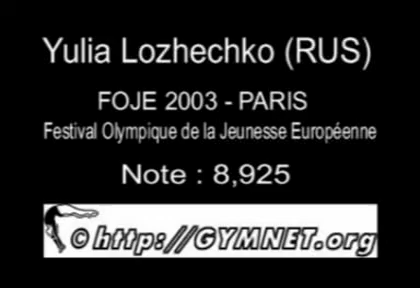 Yulia Lozhechko (RUS)
FOJE 2003 - PARIS
Festival Olympique de la Jeunesse Européenne
Note : 8,925
© http://GYMNET.org